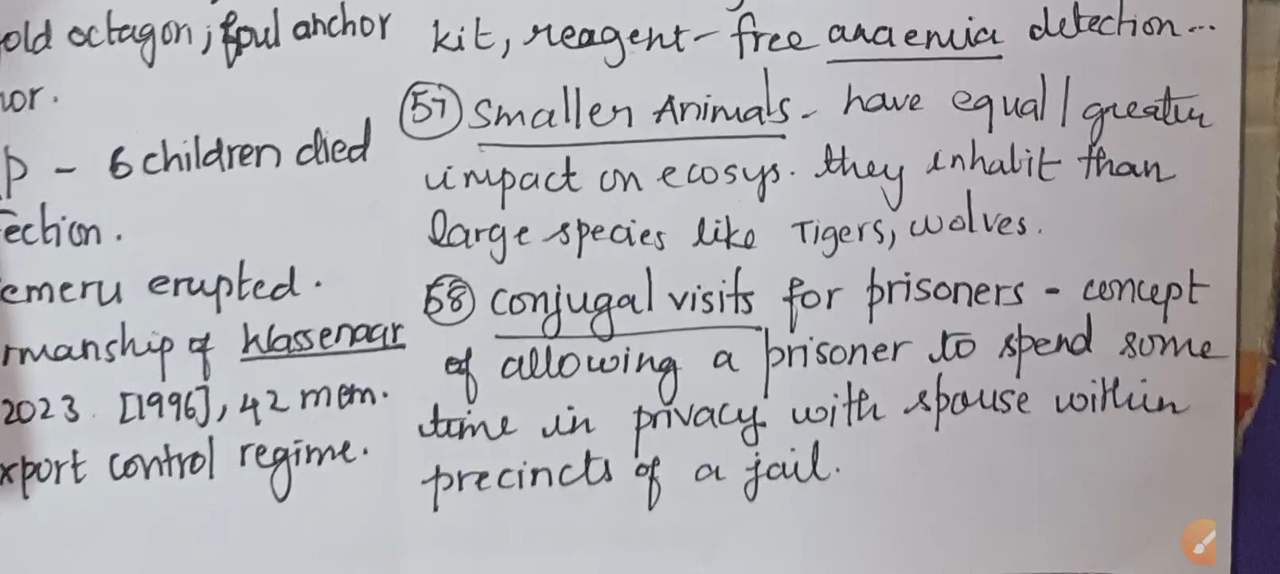 old octagon; foul anchor
or.
p - 6 children died
ection.
emeru erupted.
rmanship of Wassenaar
2023. [1996], 42 mem.
xport control regime.
kit, reagent-free anaemia detection...
57 Smaller Animals - have equal/greater
impact on ecosys. they inhabit than
large species like Tigers, wolves.
58 conjugal visits for prisoners - concept
of allowing a prisoner to spend some
time in privacy with spouse within
precincts of a jail.